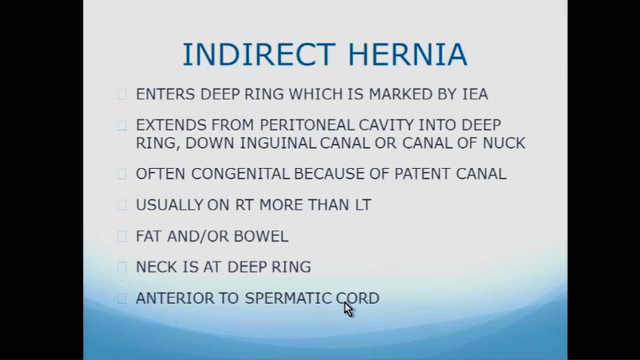 INDIRECT HERNIA
ENTERS DEEP RING WHICH IS MARKED BY IEA
EXTENDS FROM PERITONEAL CAVITY INTO DEEP
RING, DOWN INGUINAL CANAL OR CANAL OF NUCK
OFTEN CONGENITAL BECAUSE OF PATENT CANAL
USUALLY ON RT MORE THAN LT
FAT AND/OR BOWEL
NECK IS AT DEEP RING
ANTERIOR TO SPERMATIC CORD